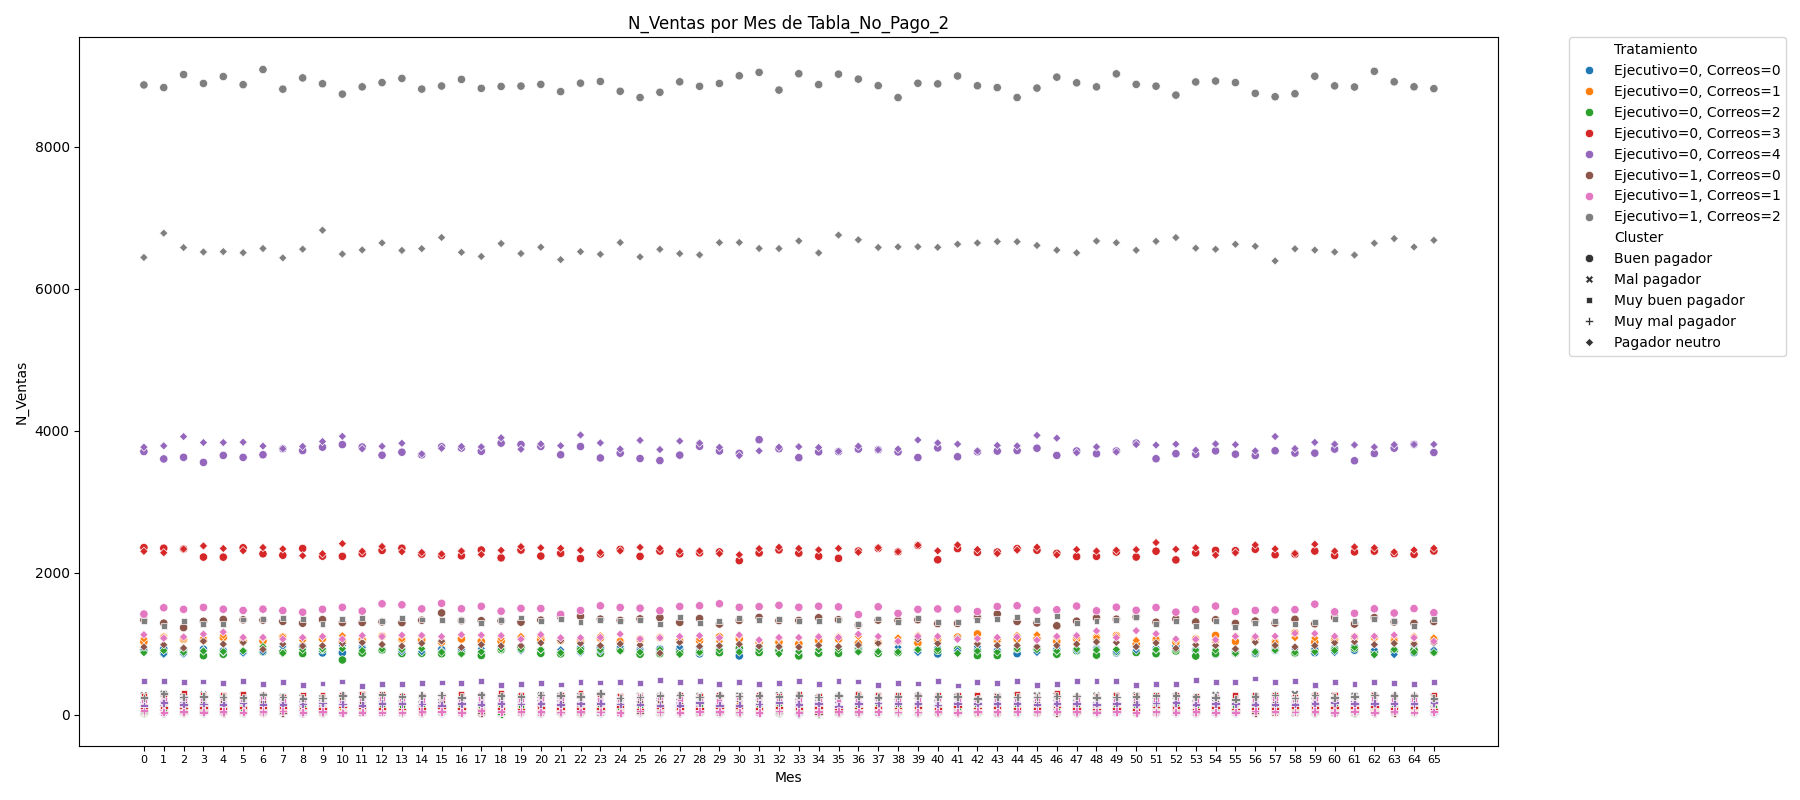 N_Ventas por Mes de Tabla_No_Pago_2
Tratamiento
Ejecutivo=0, Correos=0
Ejecutivo=0, Correos=1
Ejecutivo=0, Correos=2
Ejecutivo=0, Correos=3
Ejecutivo=0, Correos=4
Ejecutivo=1, Correos=0
Ejecutivo=1, Correos=1
Ejecutivo=1, Correos=2
Cluster
Buen pagador
Mal pagador
Muy buen pagador
Muy mal pagador
Pagador neutro
N_Ventas
8000
6000
4000
2000
0
0 1 2 3 4 5 6 7 8 9 10 11 12 13 14 15 16 17 18 19 20 21 22 23 24 25 26 27 28 29 30 31 32 33 34 35 36 37 38 39 40 41 42 43 44 45 46 47 48 49 50 51 52 53 54 55 56 57 58 59 60 61 62 63 64 65
Mes